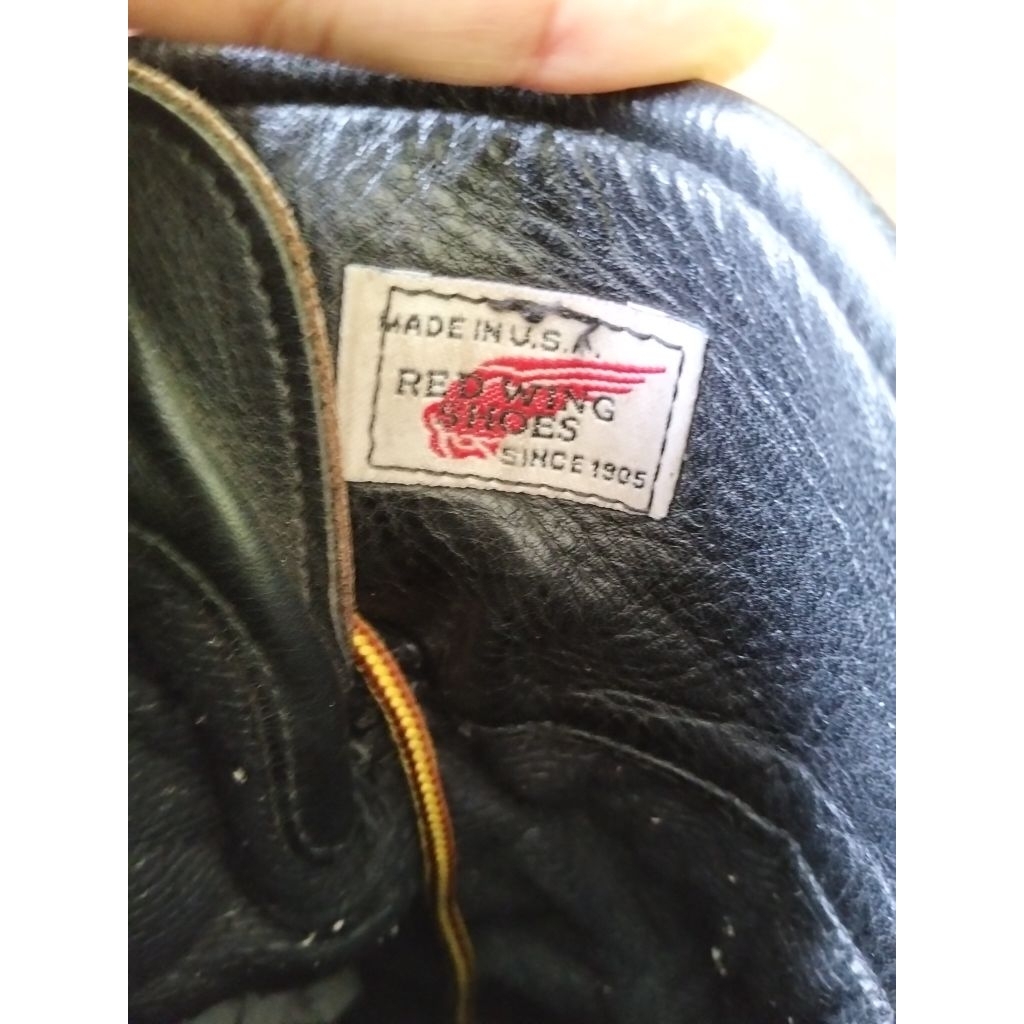 MADE IN U.S.A.
RED WING
SHOES
SINCE 1905